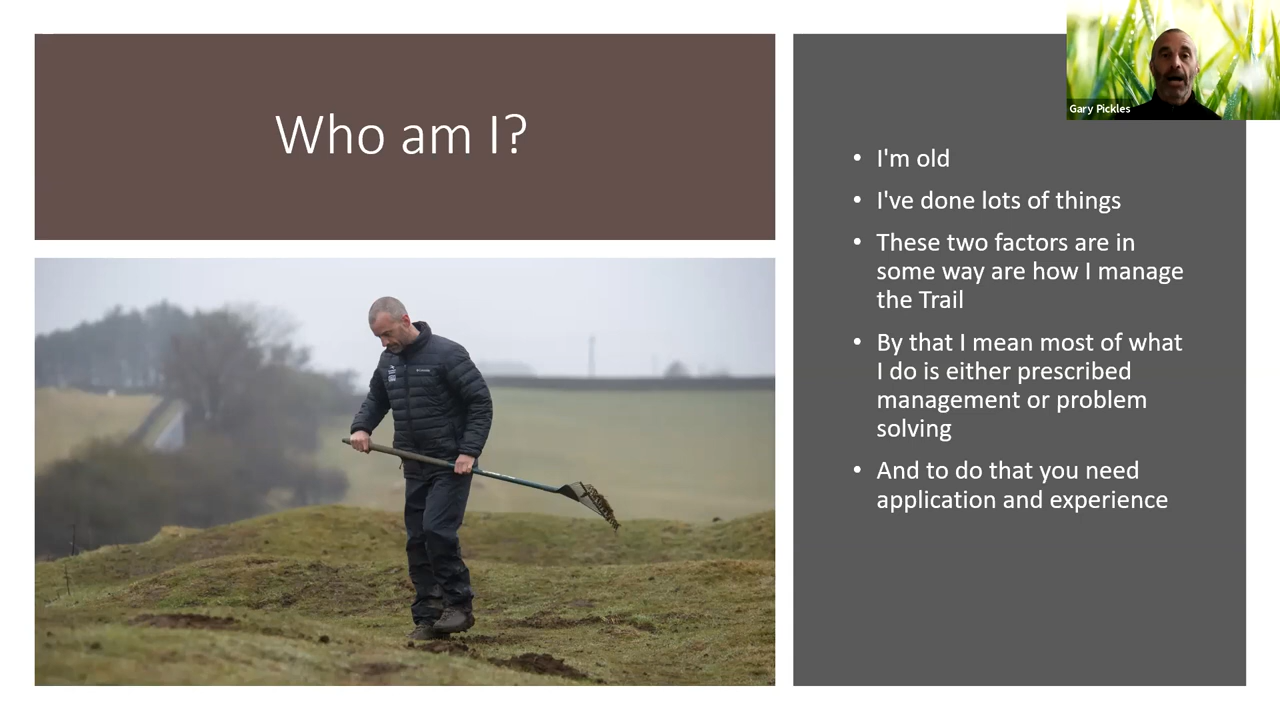 Who am I?
Gary Pickles
• I'm old
• I've done lots of things
• These two factors are in
some way are how I manage
the Trail
• By that I mean most of what
I do is either prescribed
management or problem
solving
• And to do that you need
application and experience